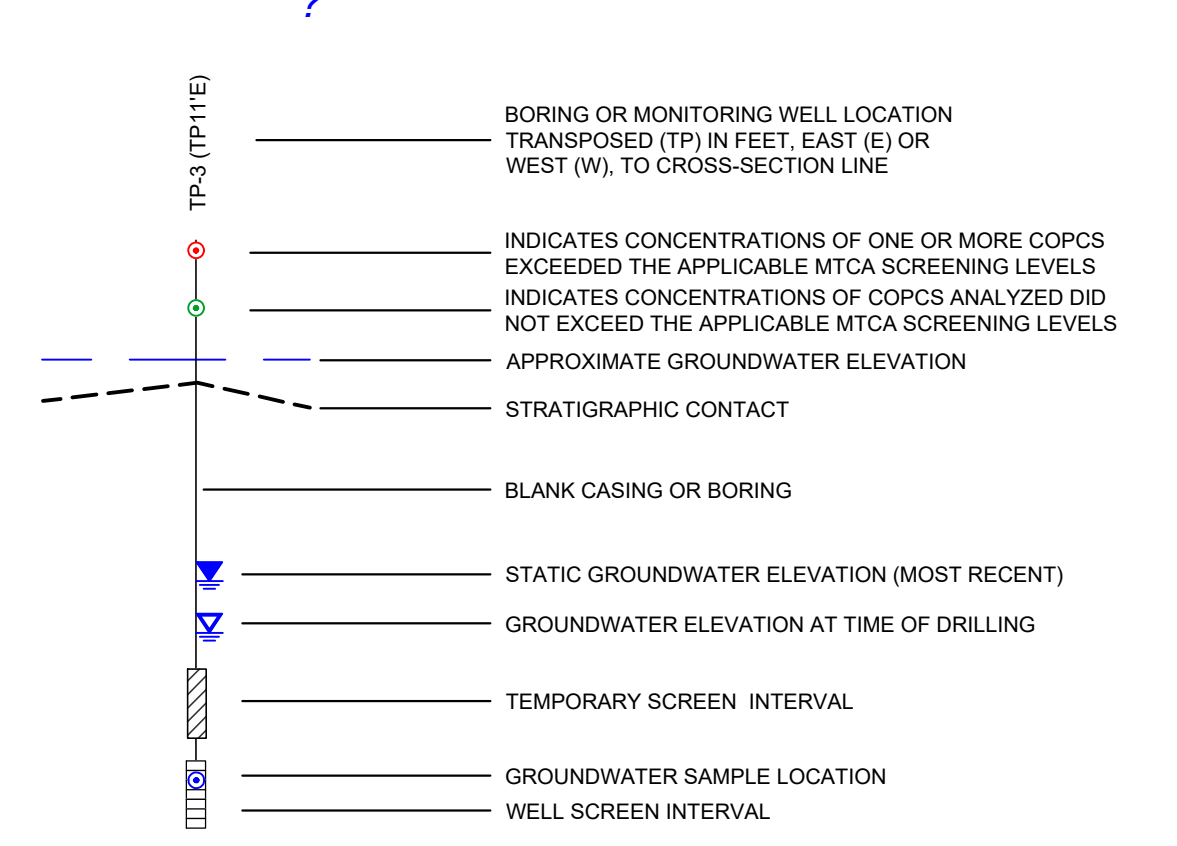 ?
TP-3 (TP11'E)
BORING OR MONITORING WELL LOCATION
TRANSPOSED (TP) IN FEET, EAST (E) OR
WEST (W), TO CROSS-SECTION LINE
INDICATES CONCENTRATIONS OF ONE OR MORE COPCS
EXCEEDED THE APPLICABLE MTCA SCREENING LEVELS
INDICATES CONCENTRATIONS OF COPCS ANALYZED DID
NOT EXCEED THE APPLICABLE MTCA SCREENING LEVELS
APPROXIMATE GROUNDWATER ELEVATION
STRATIGRAPHIC CONTACT
BLANK CASING OR BORING
STATIC GROUNDWATER ELEVATION (MOST RECENT)
GROUNDWATER ELEVATION AT TIME OF DRILLING
TEMPORARY SCREEN INTERVAL
GROUNDWATER SAMPLE LOCATION
WELL SCREEN INTERVAL